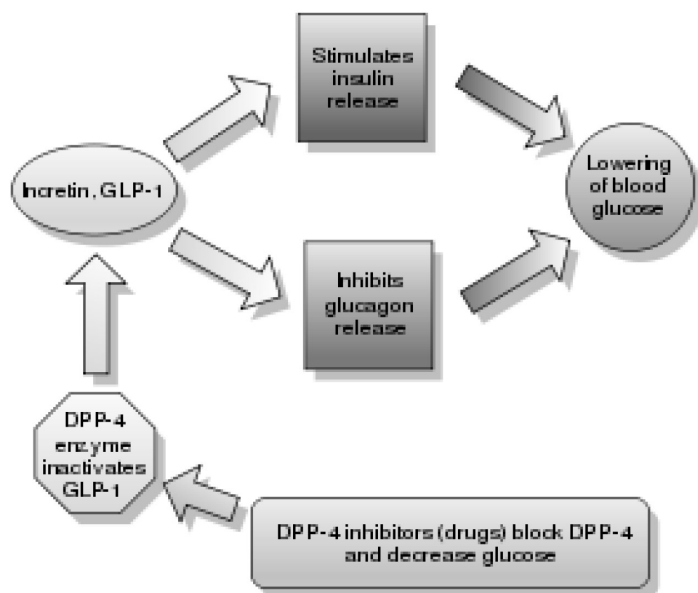 Stimulates
insulin
release
Incretin, GLP-1
Lowering
of blood
glucose
Inhibits
glucagon
release
DPP-4
enzyme
inactivates
GLP-1
DPP-4 inhibitors (drugs) block DPP-4
and decrease glucose